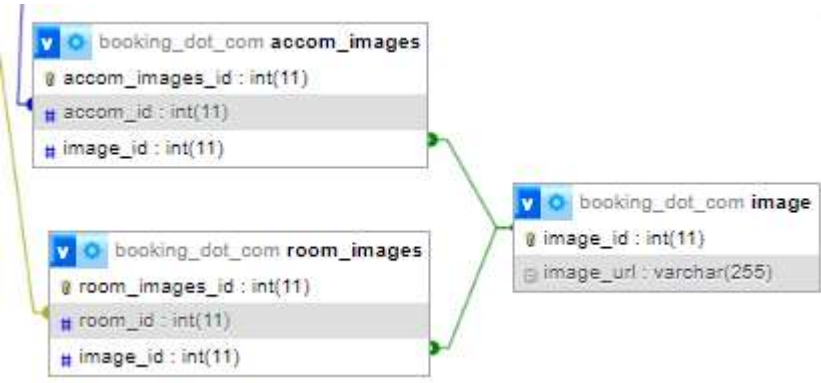 v booking_dot_com accom_images
accom_images_id : int(11)
# accom_id : int(11)
# image_id : int(11)
v booking_dot_com image
image_id : int(11)
image_url : varchar(255)
v booking_dot_com room_images
room_images_id : int(11)
# room_id : int(11)
# image_id : int(11)